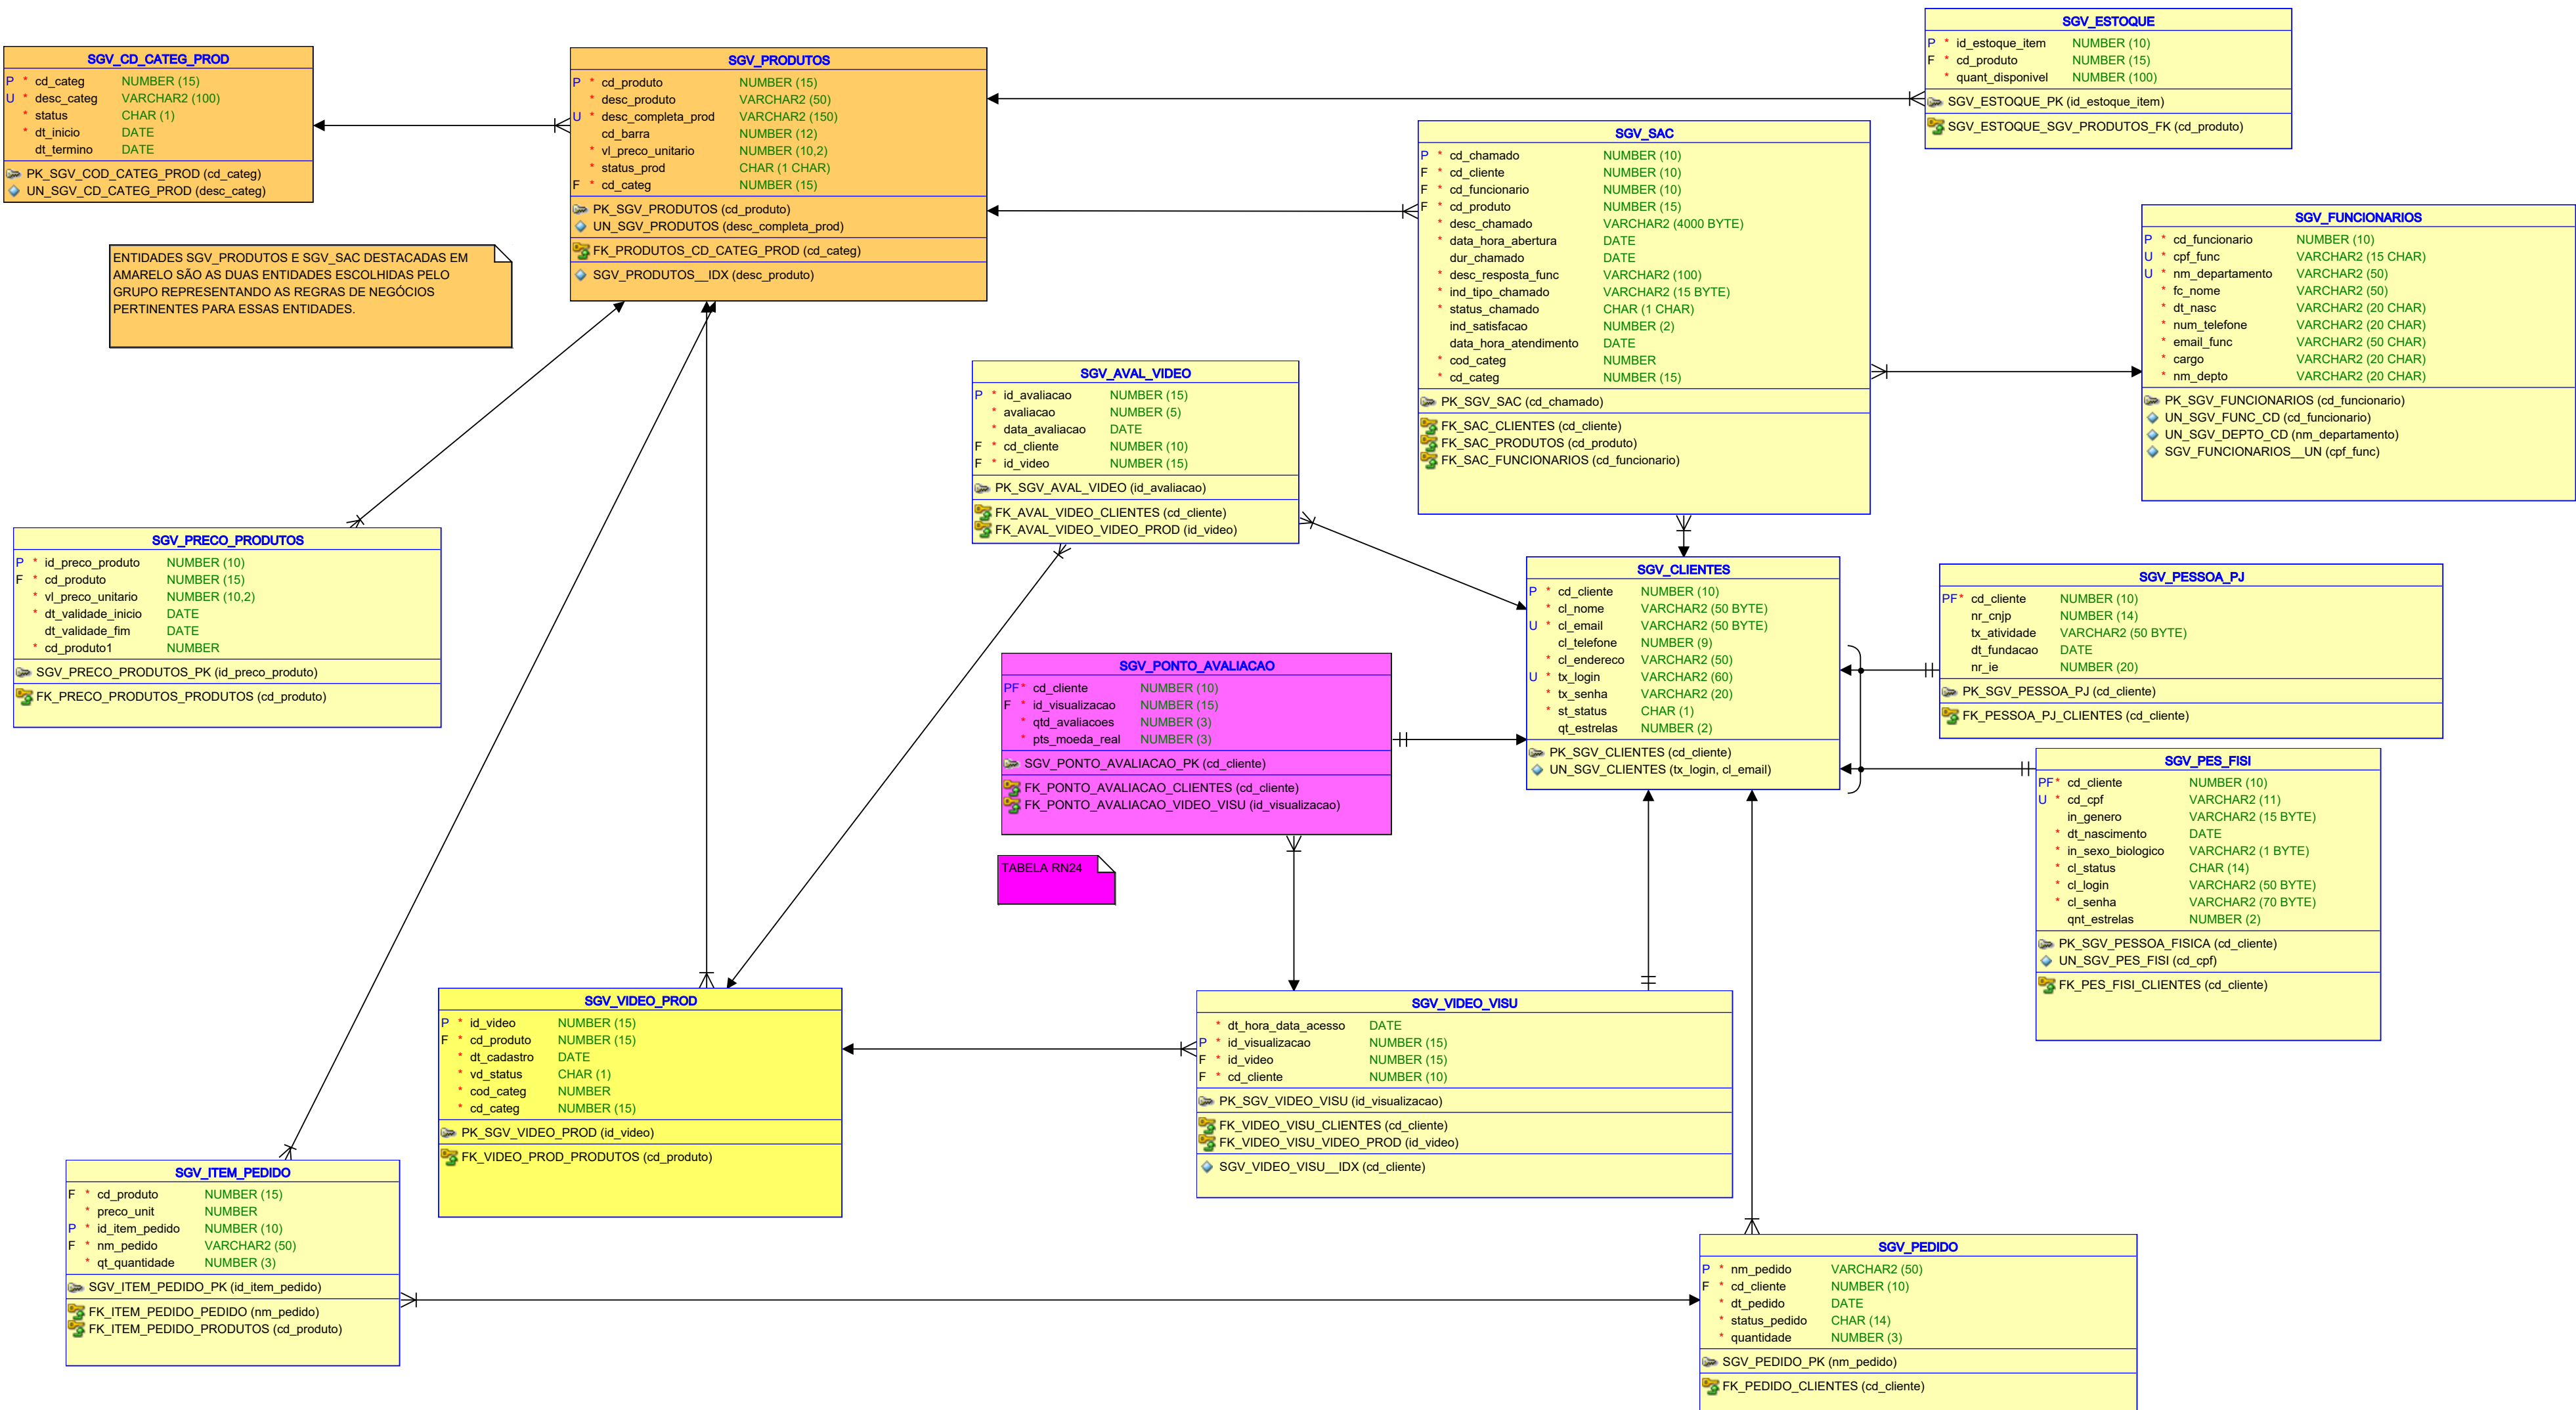 SGV_CD_CATEG_PROD
P * cd_categ NUMBER (15)
U * desc_categ VARCHAR2 (100)
* status CHAR (1)
* dt_inicio DATE
dt_termino DATE
PK_SGV_COD_CATEG_PROD (cd_categ)
UN_SGV_CD_CATEG_PROD (desc_categ)
SGV_PRODUTOS
P * cd_produto NUMBER (15)
* desc_produto VARCHAR2 (50)
U * desc_completa_prod VARCHAR2 (150)
cd_barra NUMBER (12)
* vl_preco_unitario NUMBER (10,2)
* status_prod CHAR (1 CHAR)
F * cd_categ NUMBER (15)
PK_SGV_PRODUTOS (cd_produto)
UN_SGV_PRODUTOS (desc_completa_prod)
FK_PRODUTOS_CD_CATEG_PROD (cd_categ)
SGV_PRODUTOS__IDX (desc_produto)
SGV_ESTOQUE
P * id_estoque_item NUMBER (10)
F * cd_produto NUMBER (15)
* quant_disponivel NUMBER (100)
SGV_ESTOQUE_PK (id_estoque_item)
SGV_ESTOQUE_SGV_PRODUTOS_FK (cd_produto)
SGV_SAC
P * cd_chamado NUMBER (10)
F * cd_cliente NUMBER (10)
F * cd_funcionario NUMBER (10)
F * cd_produto NUMBER (15)
* desc_chamado VARCHAR2 (4000 BYTE)
* data_hora_abertura DATE
dur_chamado DATE
* desc_resposta_func VARCHAR2 (100)
* ind_tipo_chamado VARCHAR2 (15 BYTE)
* status_chamado CHAR (1 CHAR)
ind_satisfacao NUMBER (2)
data_hora_atendimento DATE
* cod_categ NUMBER
* cd_categ NUMBER (15)
PK_SGV_SAC (cd_chamado)
FK_SAC_CLIENTES (cd_cliente)
FK_SAC_PRODUTOS (cd_produto)
FK_SAC_FUNCIONARIOS (cd_funcionario)
SGV_FUNCIONARIOS
P * cd_funcionario NUMBER (10)
U * cpf_func VARCHAR2 (15 CHAR)
U * nm_departamento VARCHAR2 (50)
* fc_nome VARCHAR2 (50)
* dt_nasc VARCHAR2 (20 CHAR)
* num_telefone VARCHAR2 (20 CHAR)
* email_func VARCHAR2 (50 CHAR)
* cargo VARCHAR2 (20 CHAR)
* nm_depto VARCHAR2 (20 CHAR)
PK_SGV_FUNCIONARIOS (cd_funcionario)
UN_SGV_FUNC_CD (cd_funcionario)
UN_SGV_DEPTO_CD (nm_departamento)
SGV_FUNCIONARIOS__UN (cpf_func)
ENTIDADES SGV_PRODUTOS E SGV_SAC DESTACADAS EM
AMARELO SÃO AS DUAS ENTIDADES ESCOLHIDAS PELO
GRUPO REPRESENTANDO AS REGRAS DE NEGÓCIOS
PERTINENTES PARA ESSAS ENTIDADES.
SGV_AVAL_VIDEO
P * id_avaliacao NUMBER (15)
* avaliacao NUMBER (5)
* data_avaliacao DATE
F * cd_cliente NUMBER (10)
F * id_video NUMBER (15)
PK_SGV_AVAL_VIDEO (id_avaliacao)
FK_AVAL_VIDEO_CLIENTES (cd_cliente)
FK_AVAL_VIDEO_VIDEO_PROD (id_video)
SGV_PRECO_PRODUTOS
P * id_preco_produto NUMBER (10)
F * cd_produto NUMBER (15)
* vl_preco_unitario NUMBER (10,2)
* dt_validade_inicio DATE
dt_validade_fim DATE
* cd_produto1 NUMBER
SGV_PRECO_PRODUTOS_PK (id_preco_produto)
FK_PRECO_PRODUTOS_PRODUTOS (cd_produto)
SGV_CLIENTES
P * cd_cliente NUMBER (10)
* cl_nome VARCHAR2 (50 BYTE)
U * cl_email VARCHAR2 (50 BYTE)
cl_telefone NUMBER (9)
* cl_endereco VARCHAR2 (50)
U * tx_login VARCHAR2 (60)
* tx_senha VARCHAR2 (20)
* st_status CHAR (1)
qt_estrelas NUMBER (2)
PK_SGV_CLIENTES (cd_cliente)
UN_SGV_CLIENTES (tx_login, cl_email)
SGV_PESSOA_PJ
PF * cd_cliente NUMBER (10)
nr_cnjp NUMBER (14)
tx_atividade VARCHAR2 (50 BYTE)
dt_fundacao DATE
nr_ie NUMBER (20)
PK_SGV_PESSOA_PJ (cd_cliente)
FK_PESSOA_PJ_CLIENTES (cd_cliente)
SGV_PONTO_AVALIACAO
PF * cd_cliente NUMBER (10)
F * id_visualizacao NUMBER (15)
* qtd_avaliacoes NUMBER (3)
* pts_moeda_real NUMBER (3)
SGV_PONTO_AVALIACAO_PK (cd_cliente)
FK_PONTO_AVALIACAO_CLIENTES (cd_cliente)
FK_PONTO_AVALIACAO_VIDEO_VISU (id_visualizacao)
TABELA RN24
SGV_PES_FISI
PF * cd_cliente NUMBER (10)
U * cd_cpf VARCHAR2 (11)
in_genero VARCHAR2 (15 BYTE)
* dt_nascimento DATE
* in_sexo_biologico VARCHAR2 (1 BYTE)
* cl_status CHAR (14)
* cl_login VARCHAR2 (50 BYTE)
* cl_senha VARCHAR2 (70 BYTE)
qnt_estrelas NUMBER (2)
PK_SGV_PESSOA_FISICA (cd_cliente)
UN_SGV_PES_FISI (cd_cpf)
FK_PES_FISI_CLIENTES (cd_cliente)
SGV_VIDEO_PROD
P * id_video NUMBER (15)
F * cd_produto NUMBER (15)
* dt_cadastro DATE
* vd_status CHAR (1)
* cod_categ NUMBER
* cd_categ NUMBER (15)
PK_SGV_VIDEO_PROD (id_video)
FK_VIDEO_PROD_PRODUTOS (cd_produto)
SGV_VIDEO_VISU
* dt_hora_data_acesso DATE
P * id_visualizacao NUMBER (15)
F * id_video NUMBER (15)
F * cd_cliente NUMBER (10)
PK_SGV_VIDEO_VISU (id_visualizacao)
FK_VIDEO_VISU_CLIENTES (cd_cliente)
FK_VIDEO_VISU_VIDEO_PROD (id_video)
SGV_VIDEO_VISU__IDX (cd_cliente)
SGV_ITEM_PEDIDO
F * cd_produto NUMBER (15)
* preco_unit NUMBER
P * id_item_pedido NUMBER (10)
F * nm_pedido VARCHAR2 (50)
* qt_quantidade NUMBER (3)
SGV_ITEM_PEDIDO_PK (id_item_pedido)
FK_ITEM_PEDIDO_PEDIDO (nm_pedido)
FK_ITEM_PEDIDO_PRODUTOS (cd_produto)
SGV_PEDIDO
P * nm_pedido VARCHAR2 (50)
F * cd_cliente NUMBER (10)
* dt_pedido DATE
* status_pedido CHAR (14)
* quantidade NUMBER (3)
SGV_PEDIDO_PK (nm_pedido)
FK_PEDIDO_CLIENTES (cd_cliente)